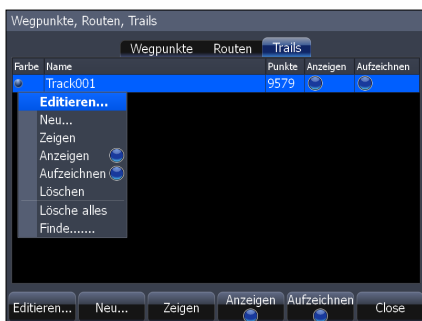 Wegpunkte, Routen, Trails
Wegpunkte Routen Trails
Farbe Name Punkte Anzeigen Aufzeichnen
Track001 9579
Editieren...
Neu...
Zeigen
Anzeigen
Aufzeichnen
Löschen
Lösche alles
Finde.......
Editieren... Neu... Zeigen Anzeigen Aufzeichnen Close